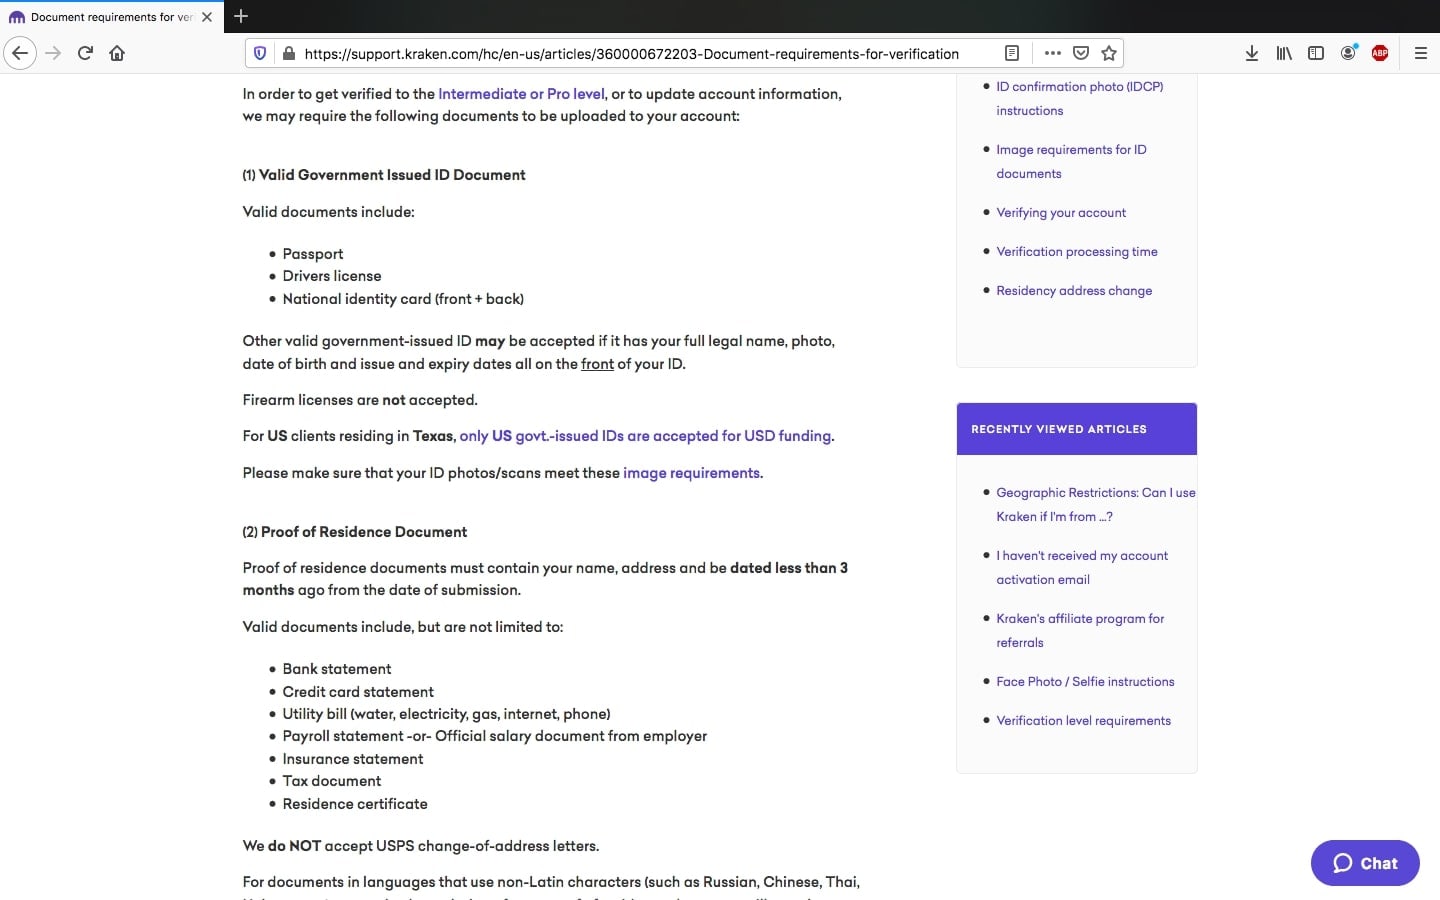 Document requirements for ver
https://support.kraken.com/hc/en-us/articles/360000672203-Document-requirements-for-verification
ABP
In order to get verified to the Intermediate or Pro level, or to update account information,
we may require the following documents to be uploaded to your account:
(1) Valid Government Issued ID Document
Valid documents include:
Passport
Drivers license
National identity card (front + back)
Other valid government-issued ID may be accepted if it has your full legal name, photo,
date of birth and issue and expiry dates all on the front of your ID.
Firearm licenses are not accepted.
For US clients residing in Texas, only US govt.-issued IDs are accepted for USD funding.
Please make sure that your ID photos/scans meet these image requirements.
(2) Proof of Residence Document
Proof of residence documents must contain your name, address and be dated less than 3
months ago from the date of submission.
Valid documents include, but are not limited to:
Bank statement
Credit card statement
Utility bill (water, electricity, gas, internet, phone)
Payroll statement -or- Official salary document from employer
Insurance statement
Tax document
Residence certificate
We do NOT accept USPS change-of-address letters.
For documents in languages that use non-Latin characters (such as Russian, Chinese, Thai,
ID confirmation photo (IDCP)
instructions
Image requirements for ID
documents
Verifying your account
Verification processing time
Residency address change
RECENTLY VIEWED ARTICLES
Geographic Restrictions: Can I use
Kraken if I'm from ...?
I haven't received my account
activation email
Kraken's affiliate program for
referrals
Face Photo / Selfie instructions
Verification level requirements
Chat